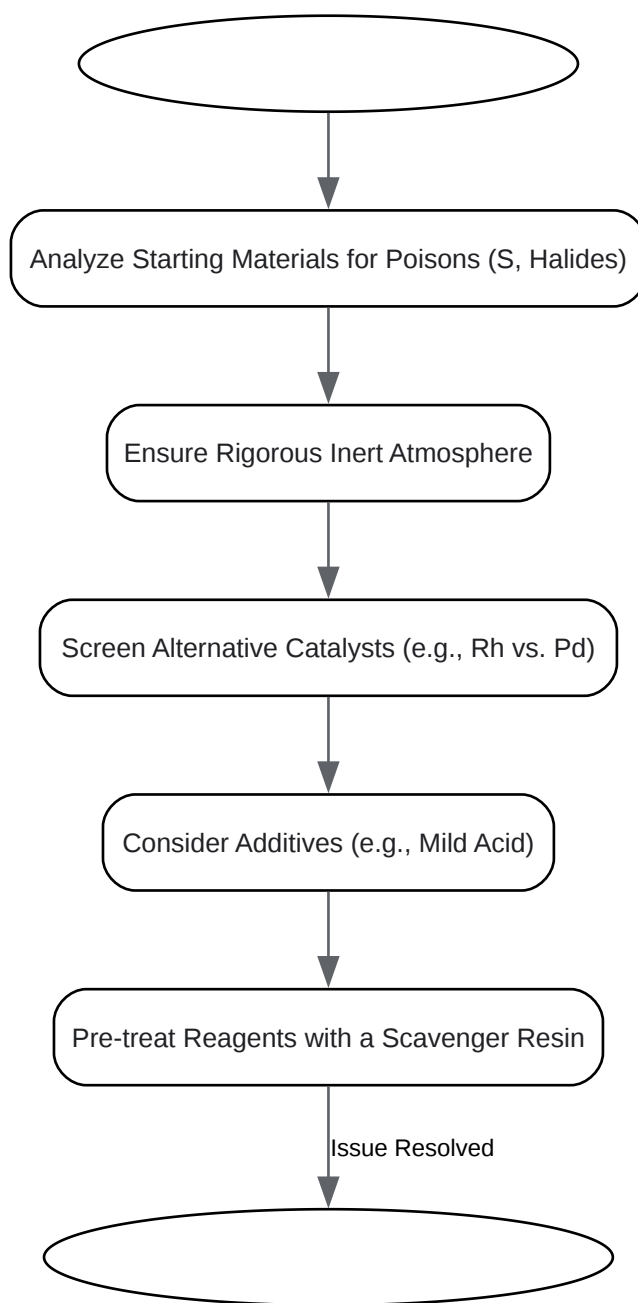 Analyze Starting Materials for Poisons (S, Halides)
Ensure Rigorous Inert Atmosphere
Screen Alternative Catalysts (e.g., Rh vs. Pd)
Consider Additives (e.g., Mild Acid)
Pre-treat Reagents with a Scavenger Resin
Issue Resolved